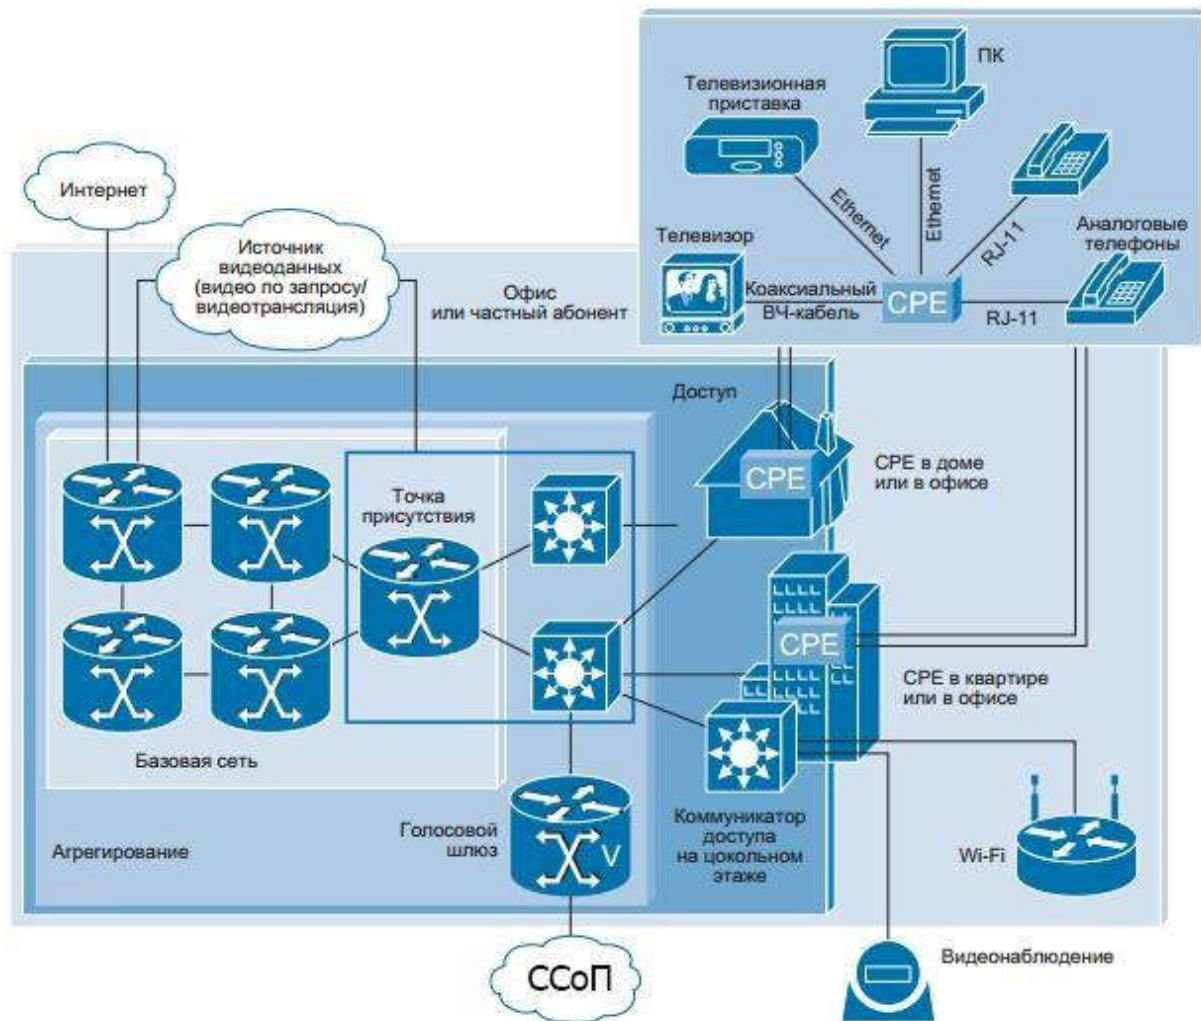 ПК
Телевизионная
приставка
Ethernet
Ethernet
RJ-11
Аналоговые
телефоны
Телевизор
Коаксиальный
ВЧ-кабель
CPE
RJ-11
Интернет
Источник
видеоданных
(видео по запросу/
видеотрансляция)
Офис
или частный абонент
Доступ
CPE
CPE в доме
или в офисе
Точка
присутствия
CPE
CPE в квартире
или в офисе
Базовая сеть
Голосовой
шлюз
V
Агрегирование
Коммуникатор
доступа
на цокольном
этаже
Wi-Fi
ССоП
Видеонаблюдение